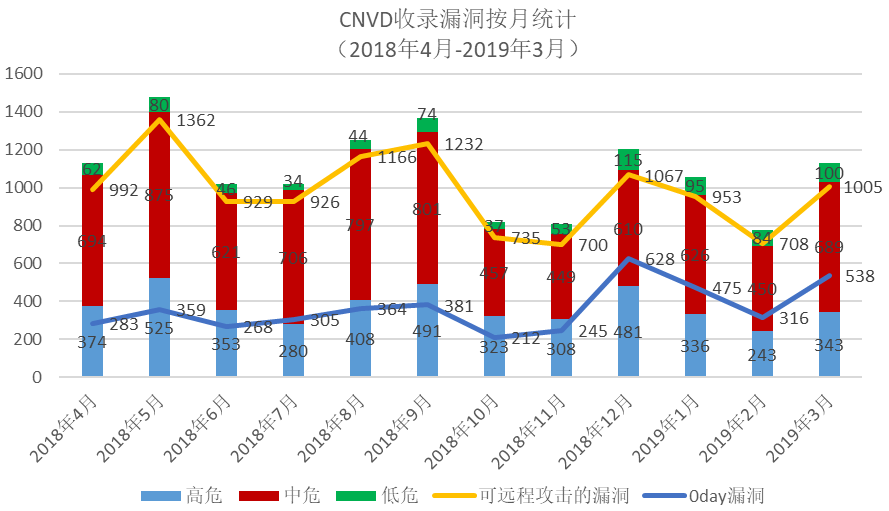 CNVD收录漏洞按月统计
（2018年4月-2019年3月）
1600
1400
1200
1000
800
600
400
200
0
62 80 46 34 44 74 37 53 115 95 84 100
992 1362 929 926 1166 1232 735 700 1067 953 708 1005
694 875 621 706 797 801 457 449 610 626 450 689
283 359 268 305 364 381 212 245 628 475 316 538
374 525 353 280 408 491 323 308 481 336 243 343
2018年4月 2018年5月 2018年6月 2018年7月 2018年8月 2018年9月 2018年10月 2018年11月 2018年12月 2019年1月 2019年2月 2019年3月
高危 中危 低危 可远程攻击的漏洞 0day漏洞